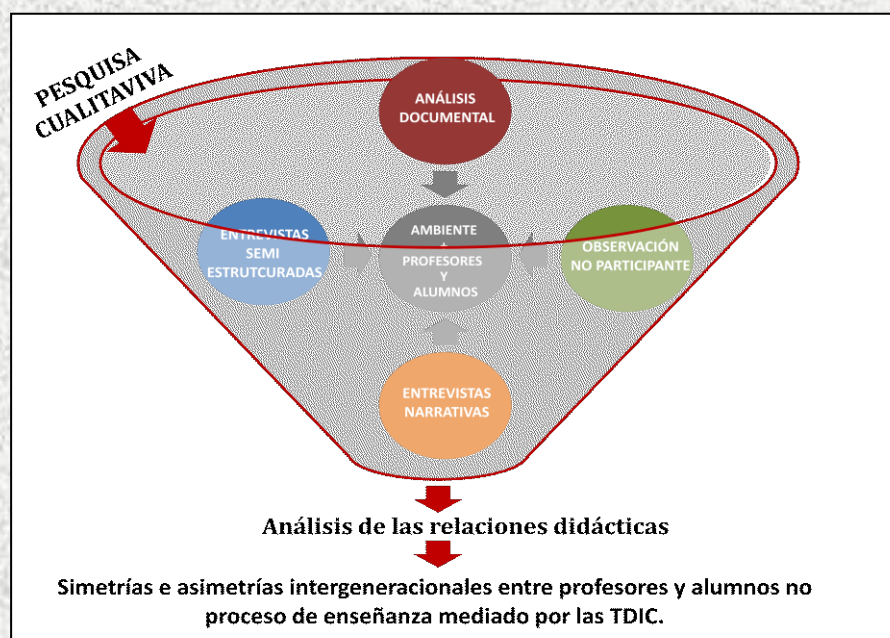 PESQUISA
CUALITAVIVA
ANÁLISIS
DOCUMENTAL
ENTREVISTAS
SEMI
ESTRUTCURADAS
AMBIENTE
+
PROFESORES
Y
ALUMNOS
OBSERVACIÓN
NO PARTICIPANTE
ENTREVISTAS
NARRATIVAS
Análisis de las relaciones didácticas
Simetrías e asimetrías intergeneracionales entre profesores y alumnos no
proceso de enseñanza mediado por las TDIC.